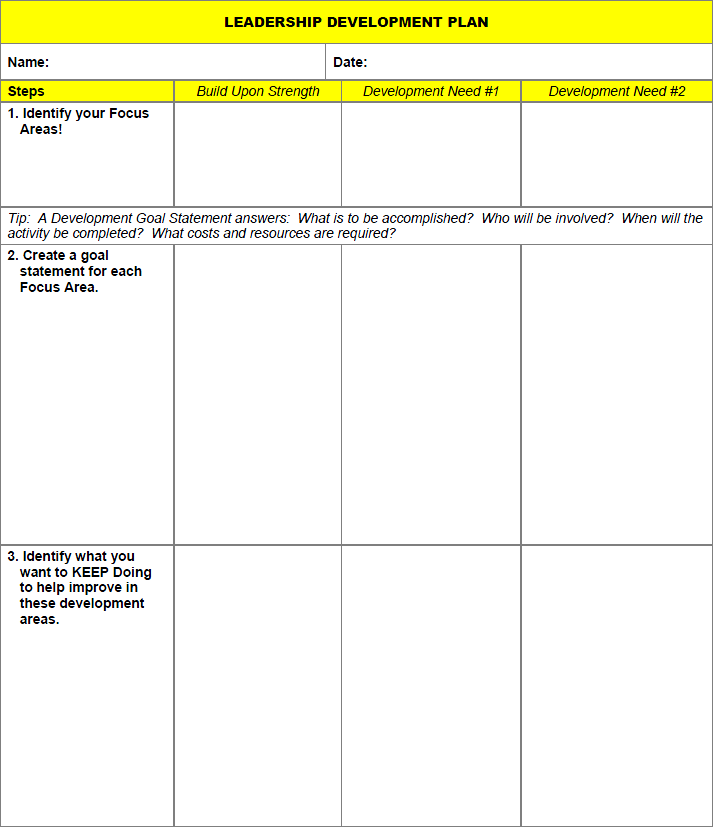 LEADERSHIP DEVELOPMENT PLAN
Name: Date:
Steps Build Upon Strength Development Need #1 Development Need #2
1. Identify your Focus
Areas!
Tip:  A Development Goal Statement answers:  What is to be accomplished?  Who will be involved?  When will the
activity be completed?  What costs and resources are required?
2. Create a goal
statement for each
Focus Area.
3. Identify what you
want to KEEP Doing
to help improve in
these development
areas.